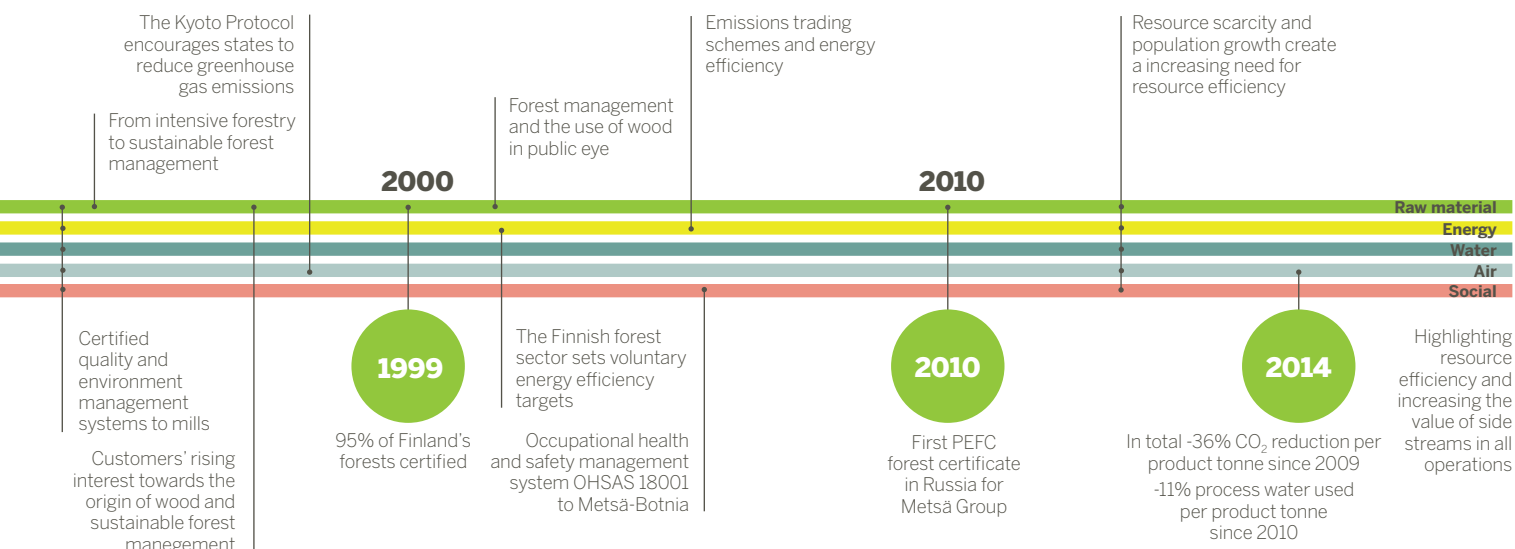 The Kyoto Protocol
encourages states to
reduce greenhouse
gas emissions
From intensive forestry
to sustainable forest
management
Forest management
and the use of wood
in public eye
Emissions trading
schemes and energy
efficiency
Resource scarcity and
population growth create
a increasing need for
resource efficiency
2000
2010
Raw material
Energy
Water
Air
Social
Certified
quality and
environment
management
systems to mills
Customers' rising
interest towards the
origin of wood and
sustainable forest
manegement
1999
95% of Finland's
forests certified
The Finnish forest
sector sets voluntary
energy efficiency
targets
Occupational health
and safety management
system OHSAS 18001
to Metsä-Botnia
2010
First PEFC
forest certificate
in Russia for
Metsä Group
2014
In total -36% CO₂ reduction per
product tonne since 2009
-11% process water used
per product tonne
since 2010
Highlighting
resource
efficiency and
increasing the
value of side
streams in all
operations